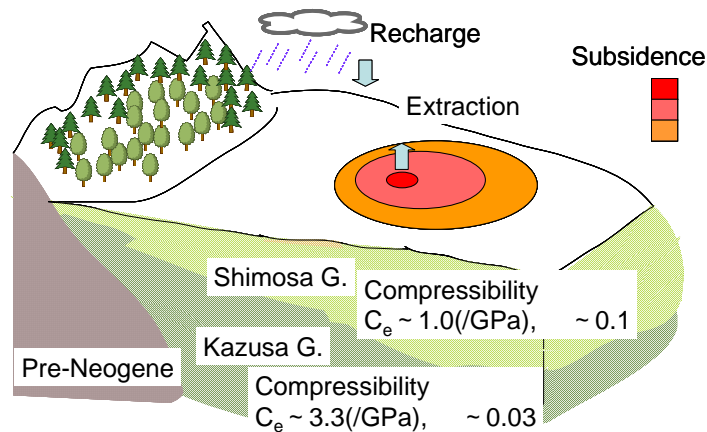 Recharge
Subsidence
Extraction
Shimosa G.
Compressibility
Cₑ ~ 1.0(/GPa), ~ 0.1
Kazusa G.
Pre-Neogene
Compressibility
Cₑ ~ 3.3(/GPa), ~ 0.03